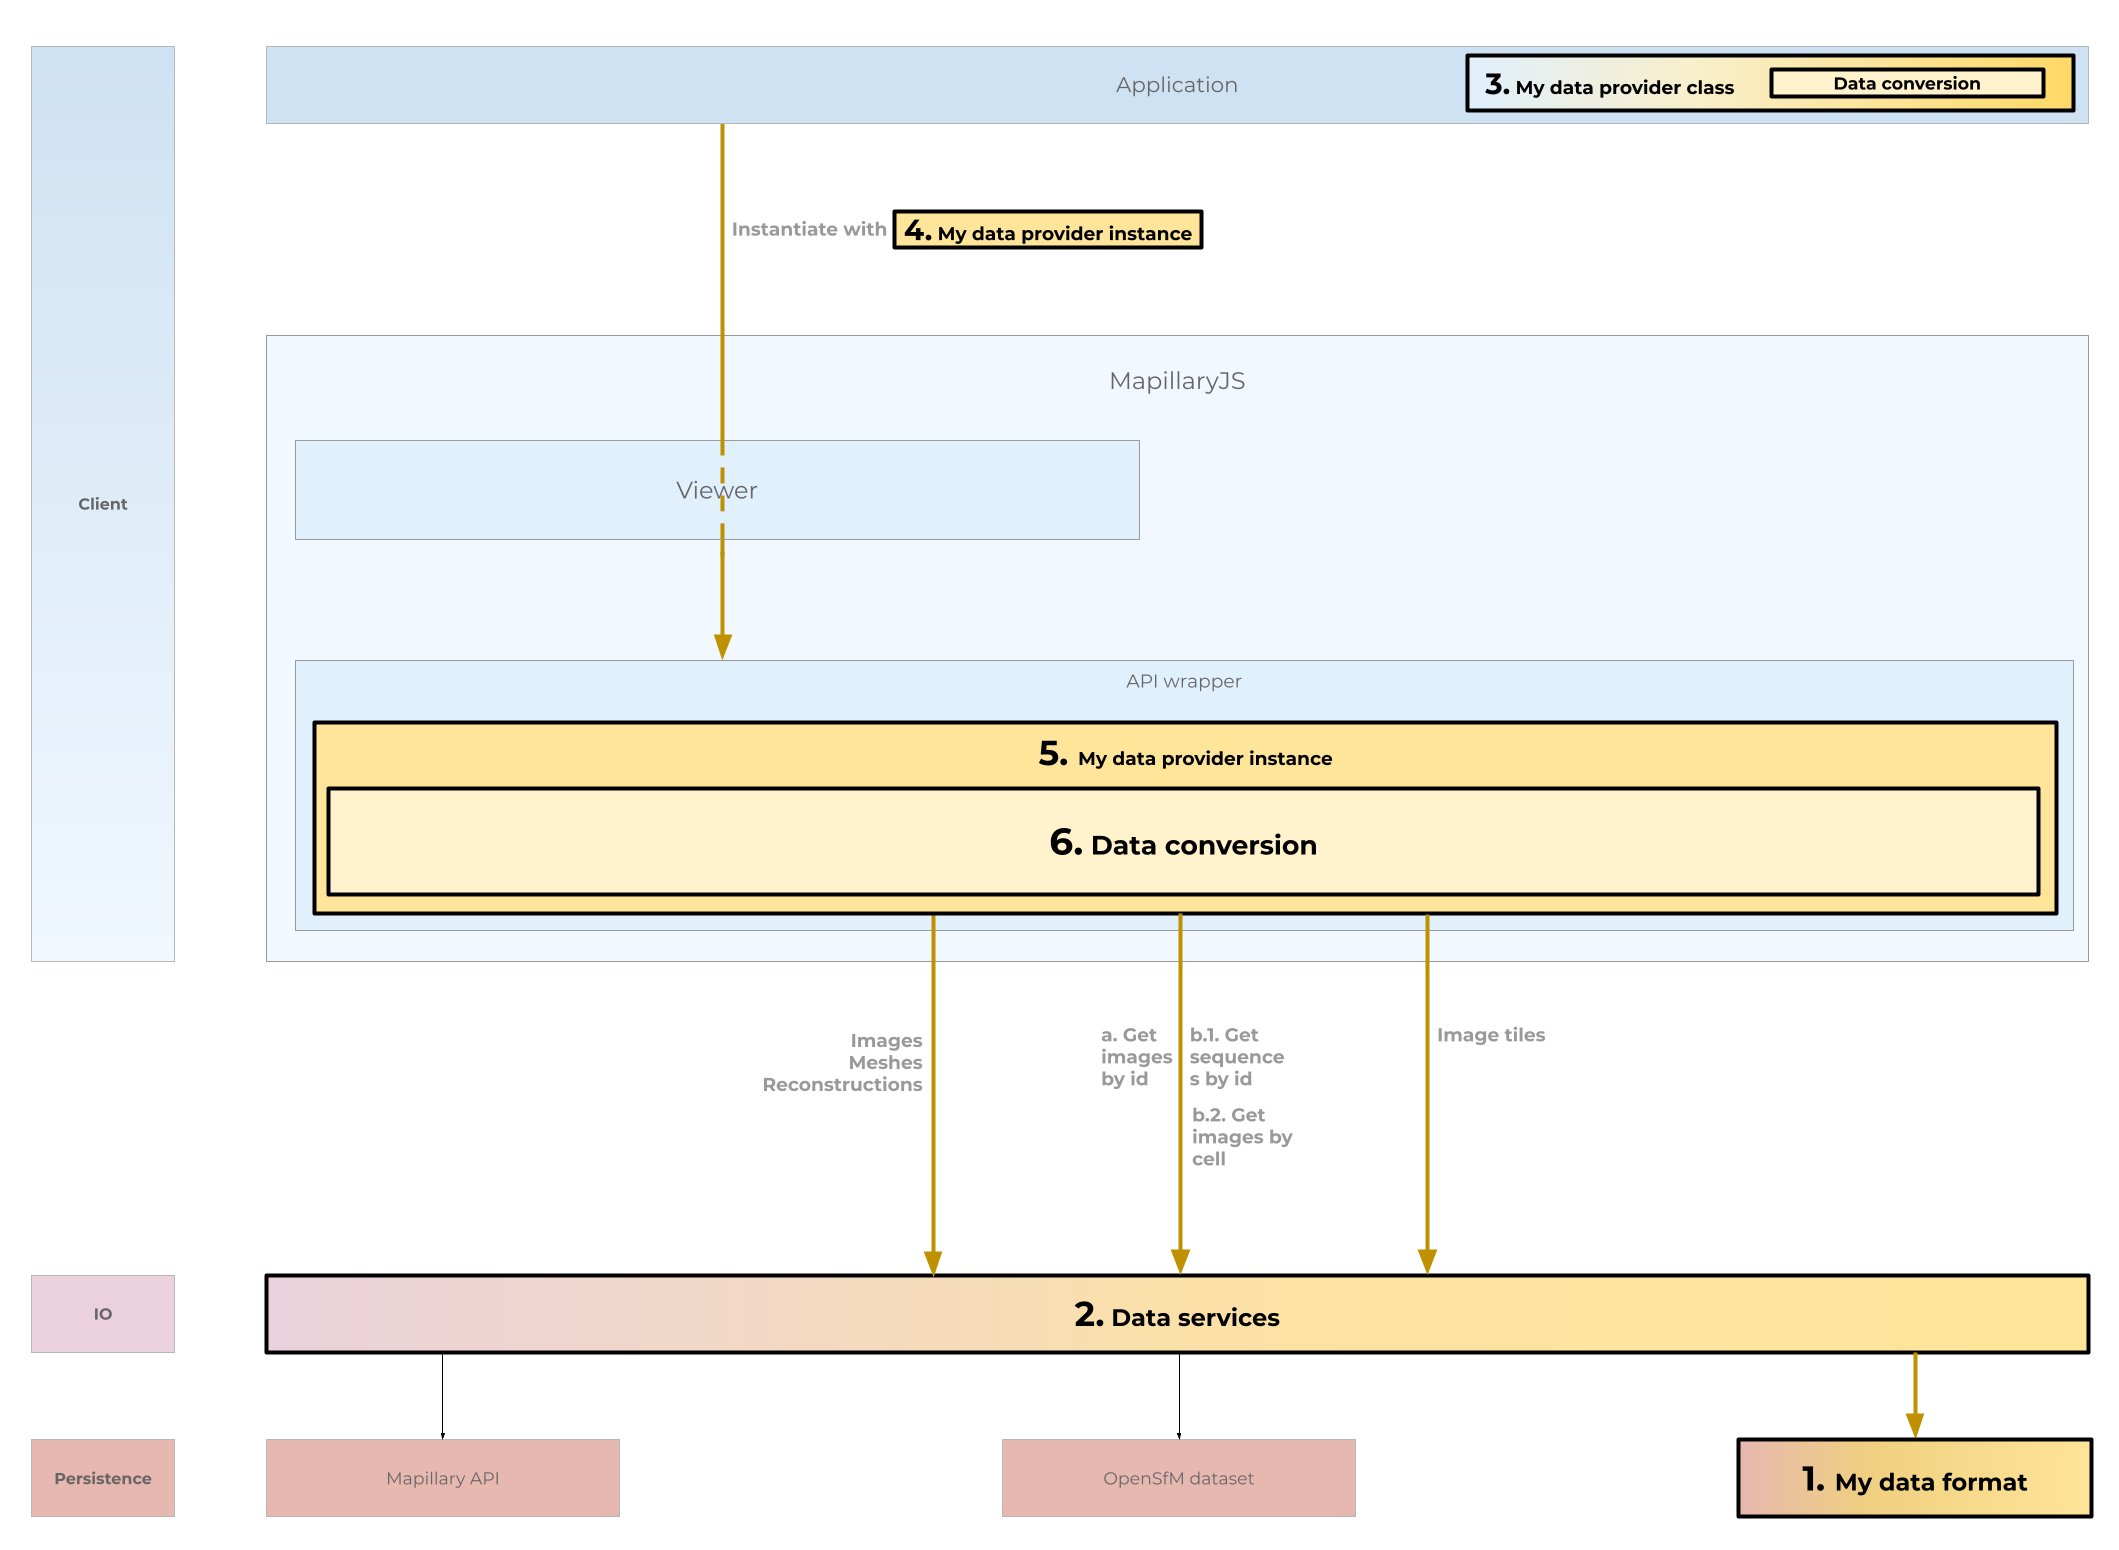 Application
3. My data provider class
Data conversion
Instantiate with
4. My data provider instance
MapillaryJS
Viewer
Client
API wrapper
5. My data provider instance
6. Data conversion
Images
Meshes
Reconstructions
a. Get
images
by id
b.1. Get
sequence
s by id
b.2. Get
images by
cell
Image tiles
IO
2. Data services
Persistence
Mapillary API
OpenSfM dataset
1. My data format